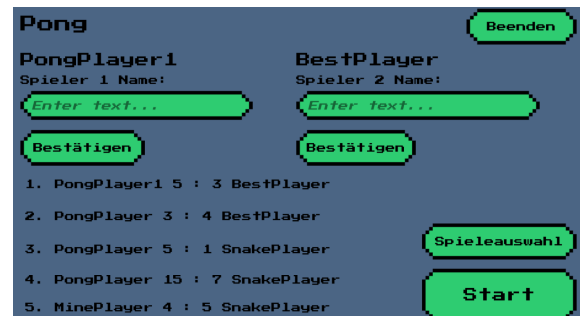 Pong
Beenden
PongPlayer1
BestPlayer
Spieler 1 Name:
Spieler 2 Name:
Enter text...
Enter text...
Bestätigen
Bestätigen
1. PongPlayer1 5 : 3 BestPlayer
2. PongPlayer 3 : 4 BestPlayer
3. PongPlayer 5 : 1 SnakePlayer
4. PongPlayer 15 : 7 SnakePlayer
5. MinePlayer 4 : 5 SnakePlayer
Spieleauswahl
Start